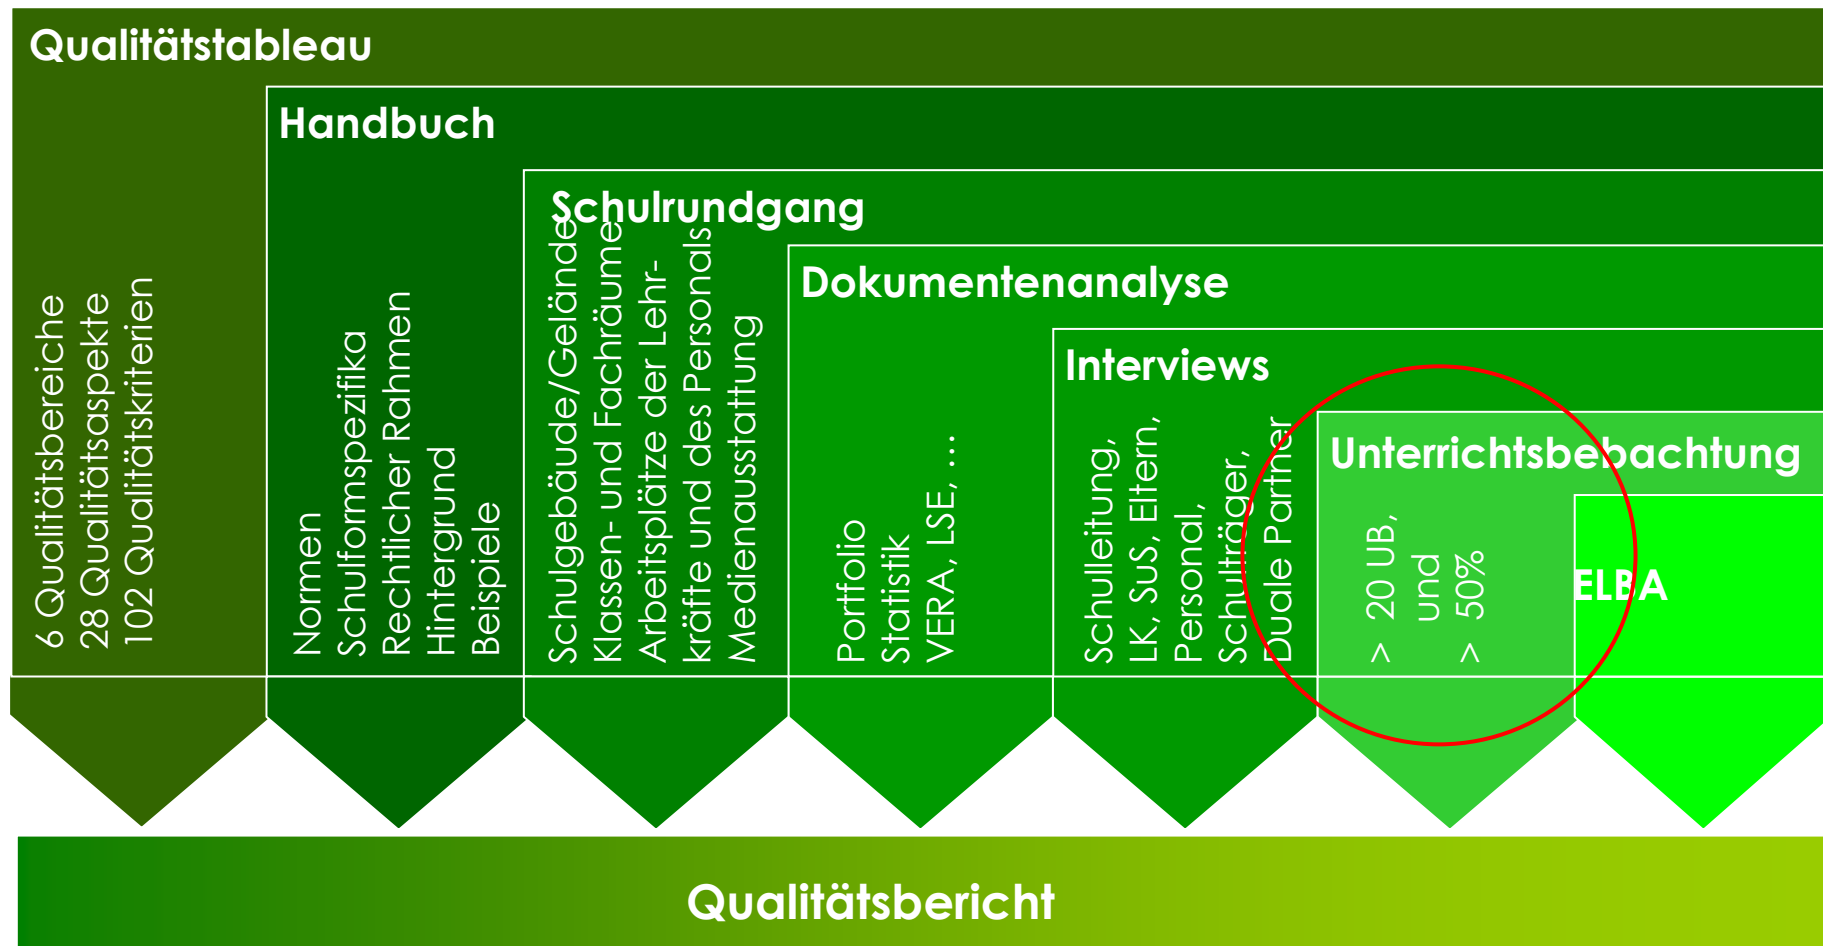 Qualitätstableau
6 Qualitätsbereiche
28 Qualitätsaspekte
102 Qualitätskriterien
Handbuch
Normen
Schulformspezifika
Rechtlicher Rahmen
Hintergrund
Beispiele
Schulrundgang
Schulgebäude/Gelände
Klassen- und Fachräume
Arbeitsplätze der Lehr-
kräfte und des Personals
Medienausstattung
Dokumentenanalyse
Portfolio
Statistik
VERA, LSE, …
Interviews
Schulleitung,
LK, SuS, Eltern,
Personal,
Schulträger,
Duale Partner
Unterrichtsbebachtung
> 20 UB,
und
> 50%
ELBA
Qualitätsbericht